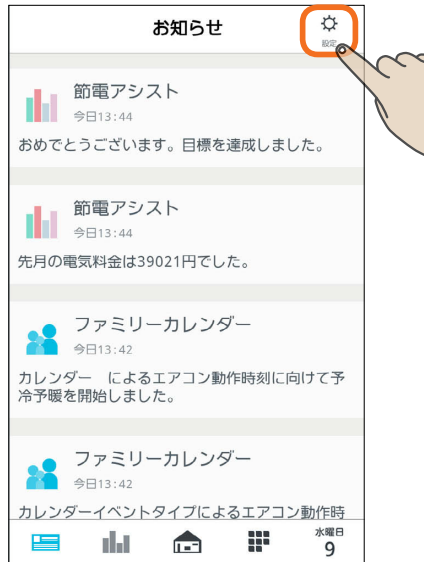 お知らせ
設定
節電アシスト
今日13:44
おめでとうございます。目標を達成しました。
節電アシスト
今日13:44
先月の電気料金は39021円でした。
ファミリーカレンダー
今日13:42
カレンダー　によるエアコン動作時刻に向けて予
冷予暖を開始しました。
ファミリーカレンダー
今日13:42
カレンダーイベントタイプによるエアコン動作時
水曜日
9